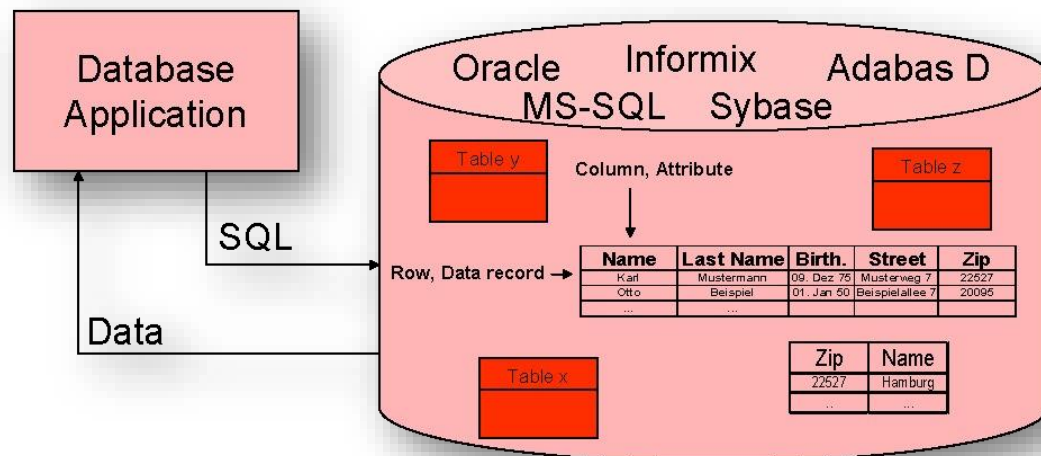 Database
Application
Oracle Informix Adabas D
MS-SQL Sybase
Table y
Column, Attribute
Table z
SQL
Row, Data record
Name Last Name Birth. Street Zip
Karl Mustermann 09. Dez 75 Musterweg 7 22527
Otto Beispiel 01. Jan 50 Beispielallee 7 20095
... ...
Data
Table x
Zip Name
22527 Hamburg
.. ...